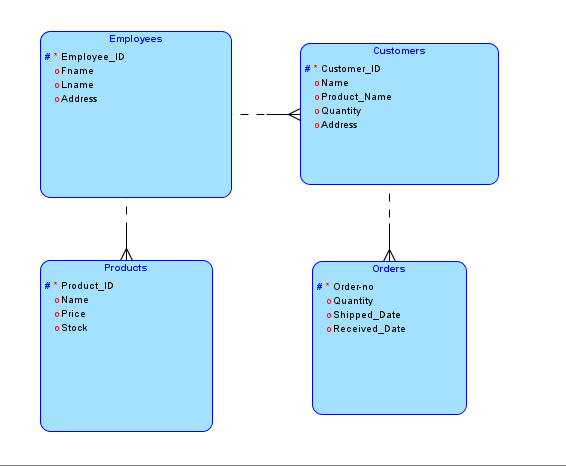 Employees
# * Employee_ID
o Fname
o Lname
o Address
Customers
# * Customer_ID
o Name
o Product_Name
o Quantity
o Address
Products
# * Product_ID
o Name
o Price
o Stock
Orders
# * Order-no
o Quantity
o Shipped_Date
o Received_Date